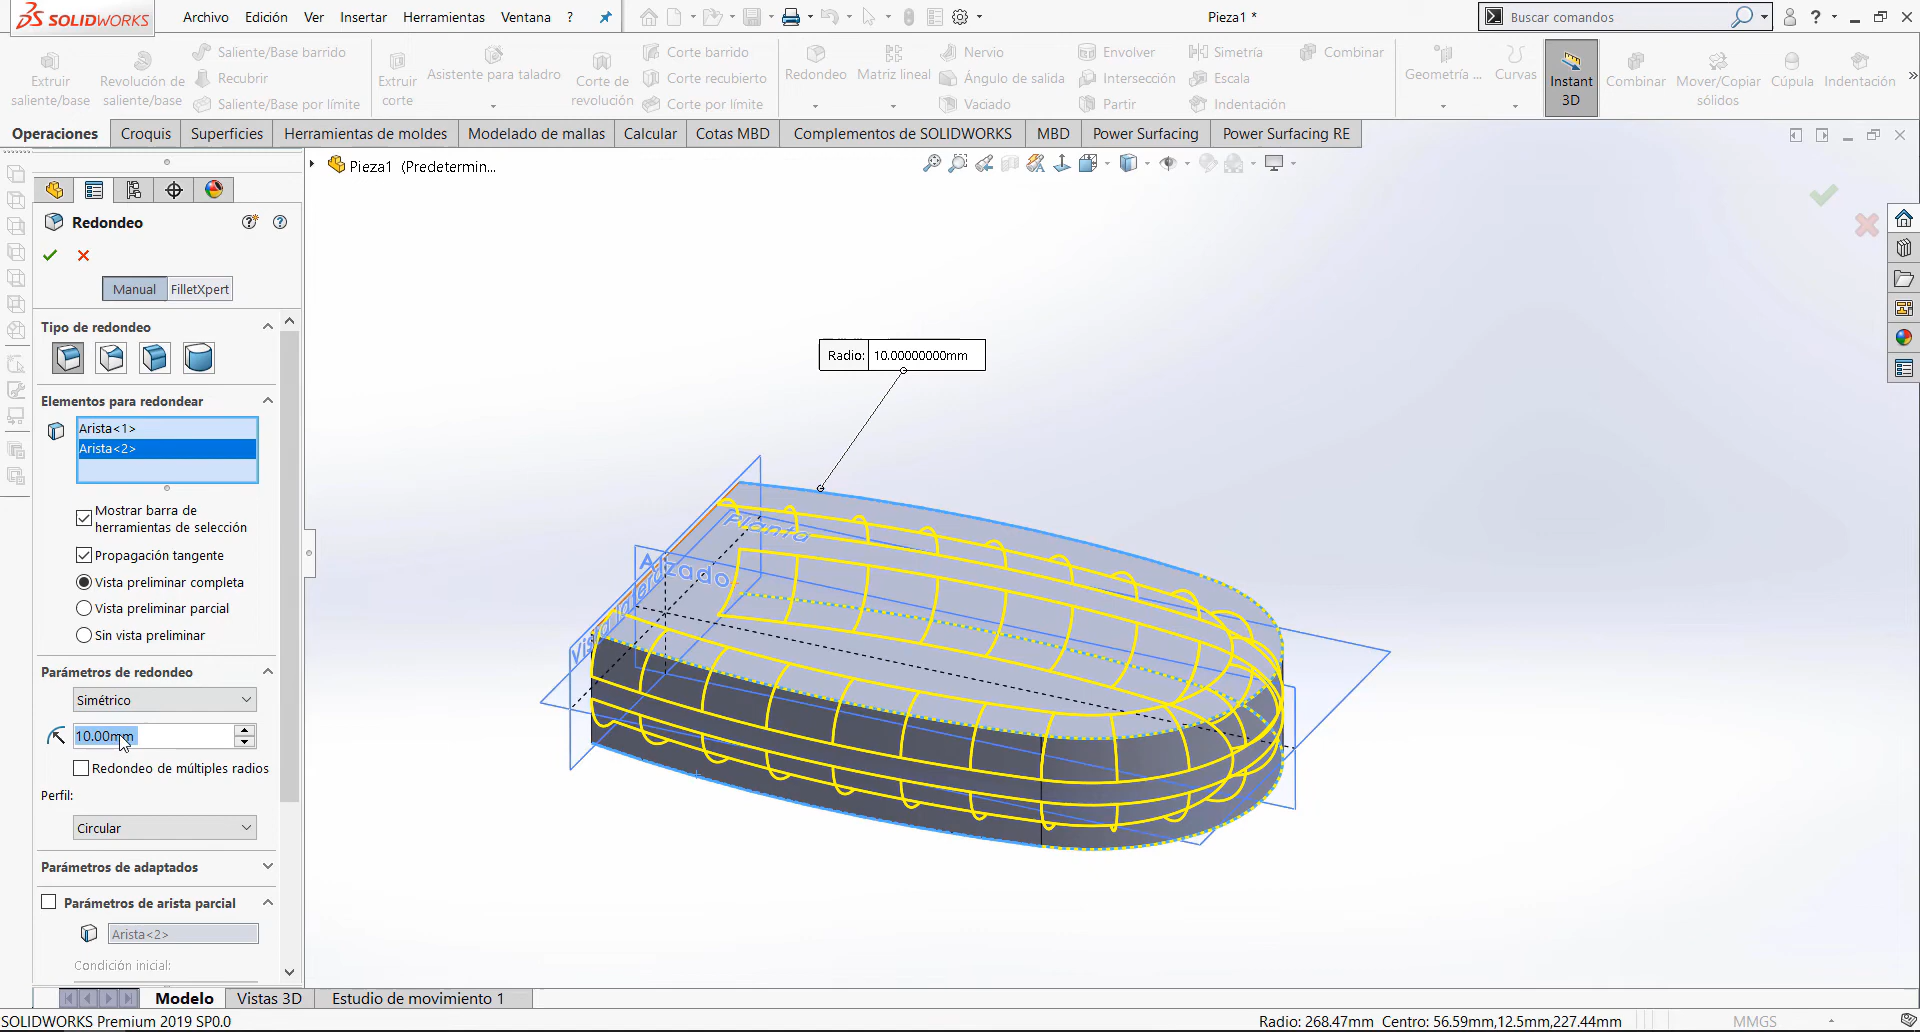 SOLIDWORKS
Archivo Edición Ver Insertar Herramientas Ventana ?
Pieza1 *
Buscar comandos
?
Extruir saliente/base
Revolución de saliente/base
Saliente/Base barrido
Recubrir
Saliente/Base por límite
Extruir corte
Asistente para taladro
Corte de revolución
Corte barrido
Corte recubierto
Corte por límite
Redondeo
Matriz lineal
Nervio
Ángulo de salida
Vaciado
Envolver
Intersección
Partir
Simetría
Escala
Indentación
Combinar
Geometría ...
Curvas
Instant 3D
Combinar
Mover/Copiar sólidos
Cúpula
Indentación
»
Operaciones Croquis Superficies Herramientas de moldes Modelado de mallas Calcular Cotas MBD Complementos de SOLIDWORKS MBD Power Surfacing Power Surfacing RE
Pieza1 (Predetermin...
Redondeo
Manual FilletXpert
Tipo de redondeo
Elementos para redondear
Arista<1>
Arista<2>
Mostrar barra de
herramientas de selección
Propagación tangente
Vista preliminar completa
Vista preliminar parcial
Sin vista preliminar
Parámetros de redondeo
Simétrico
10.00mm
Redondeo de múltiples radios
Perfil:
Circular
Parámetros de adaptados
Parámetros de arista parcial
Arista<2>
Condición inicial:
Radio: 10.00000000mm
Planta
Alzado
Modelo Vistas 3D Estudio de movimiento 1
SOLIDWORKS Premium 2019 SP0.0
Radio: 268.47mm Centro: 56.59mm,12.5mm,227.44mm
MMGS